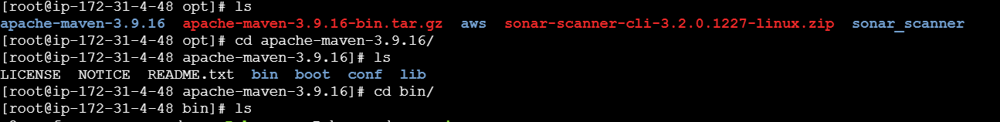 [root@ip-172-31-4-48 opt]# ls
apache-maven-3.9.16  apache-maven-3.9.16-bin.tar.gz  aws  sonar-scanner-cli-3.2.0.1227-linux.zip  sonar_scanner
[root@ip-172-31-4-48 opt]# cd apache-maven-3.9.16/
[root@ip-172-31-4-48 apache-maven-3.9.16]# ls
LICENSE  NOTICE  README.txt  bin  boot  conf  lib
[root@ip-172-31-4-48 apache-maven-3.9.16]# cd bin/
[root@ip-172-31-4-48 bin]# ls